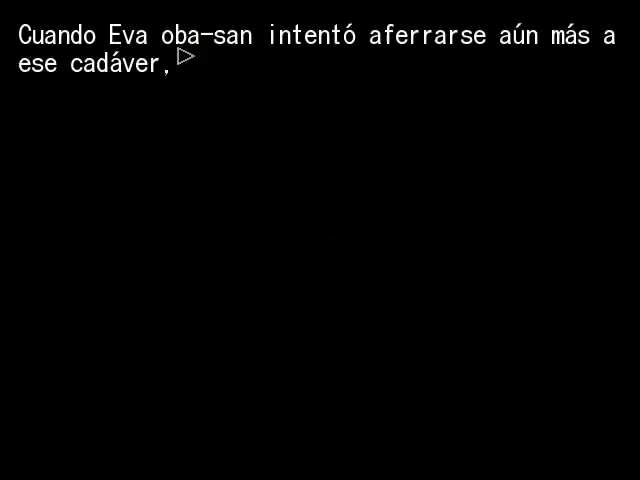 Cuando Eva oba-san intentó aferrarse aún más a
ese cadáver,